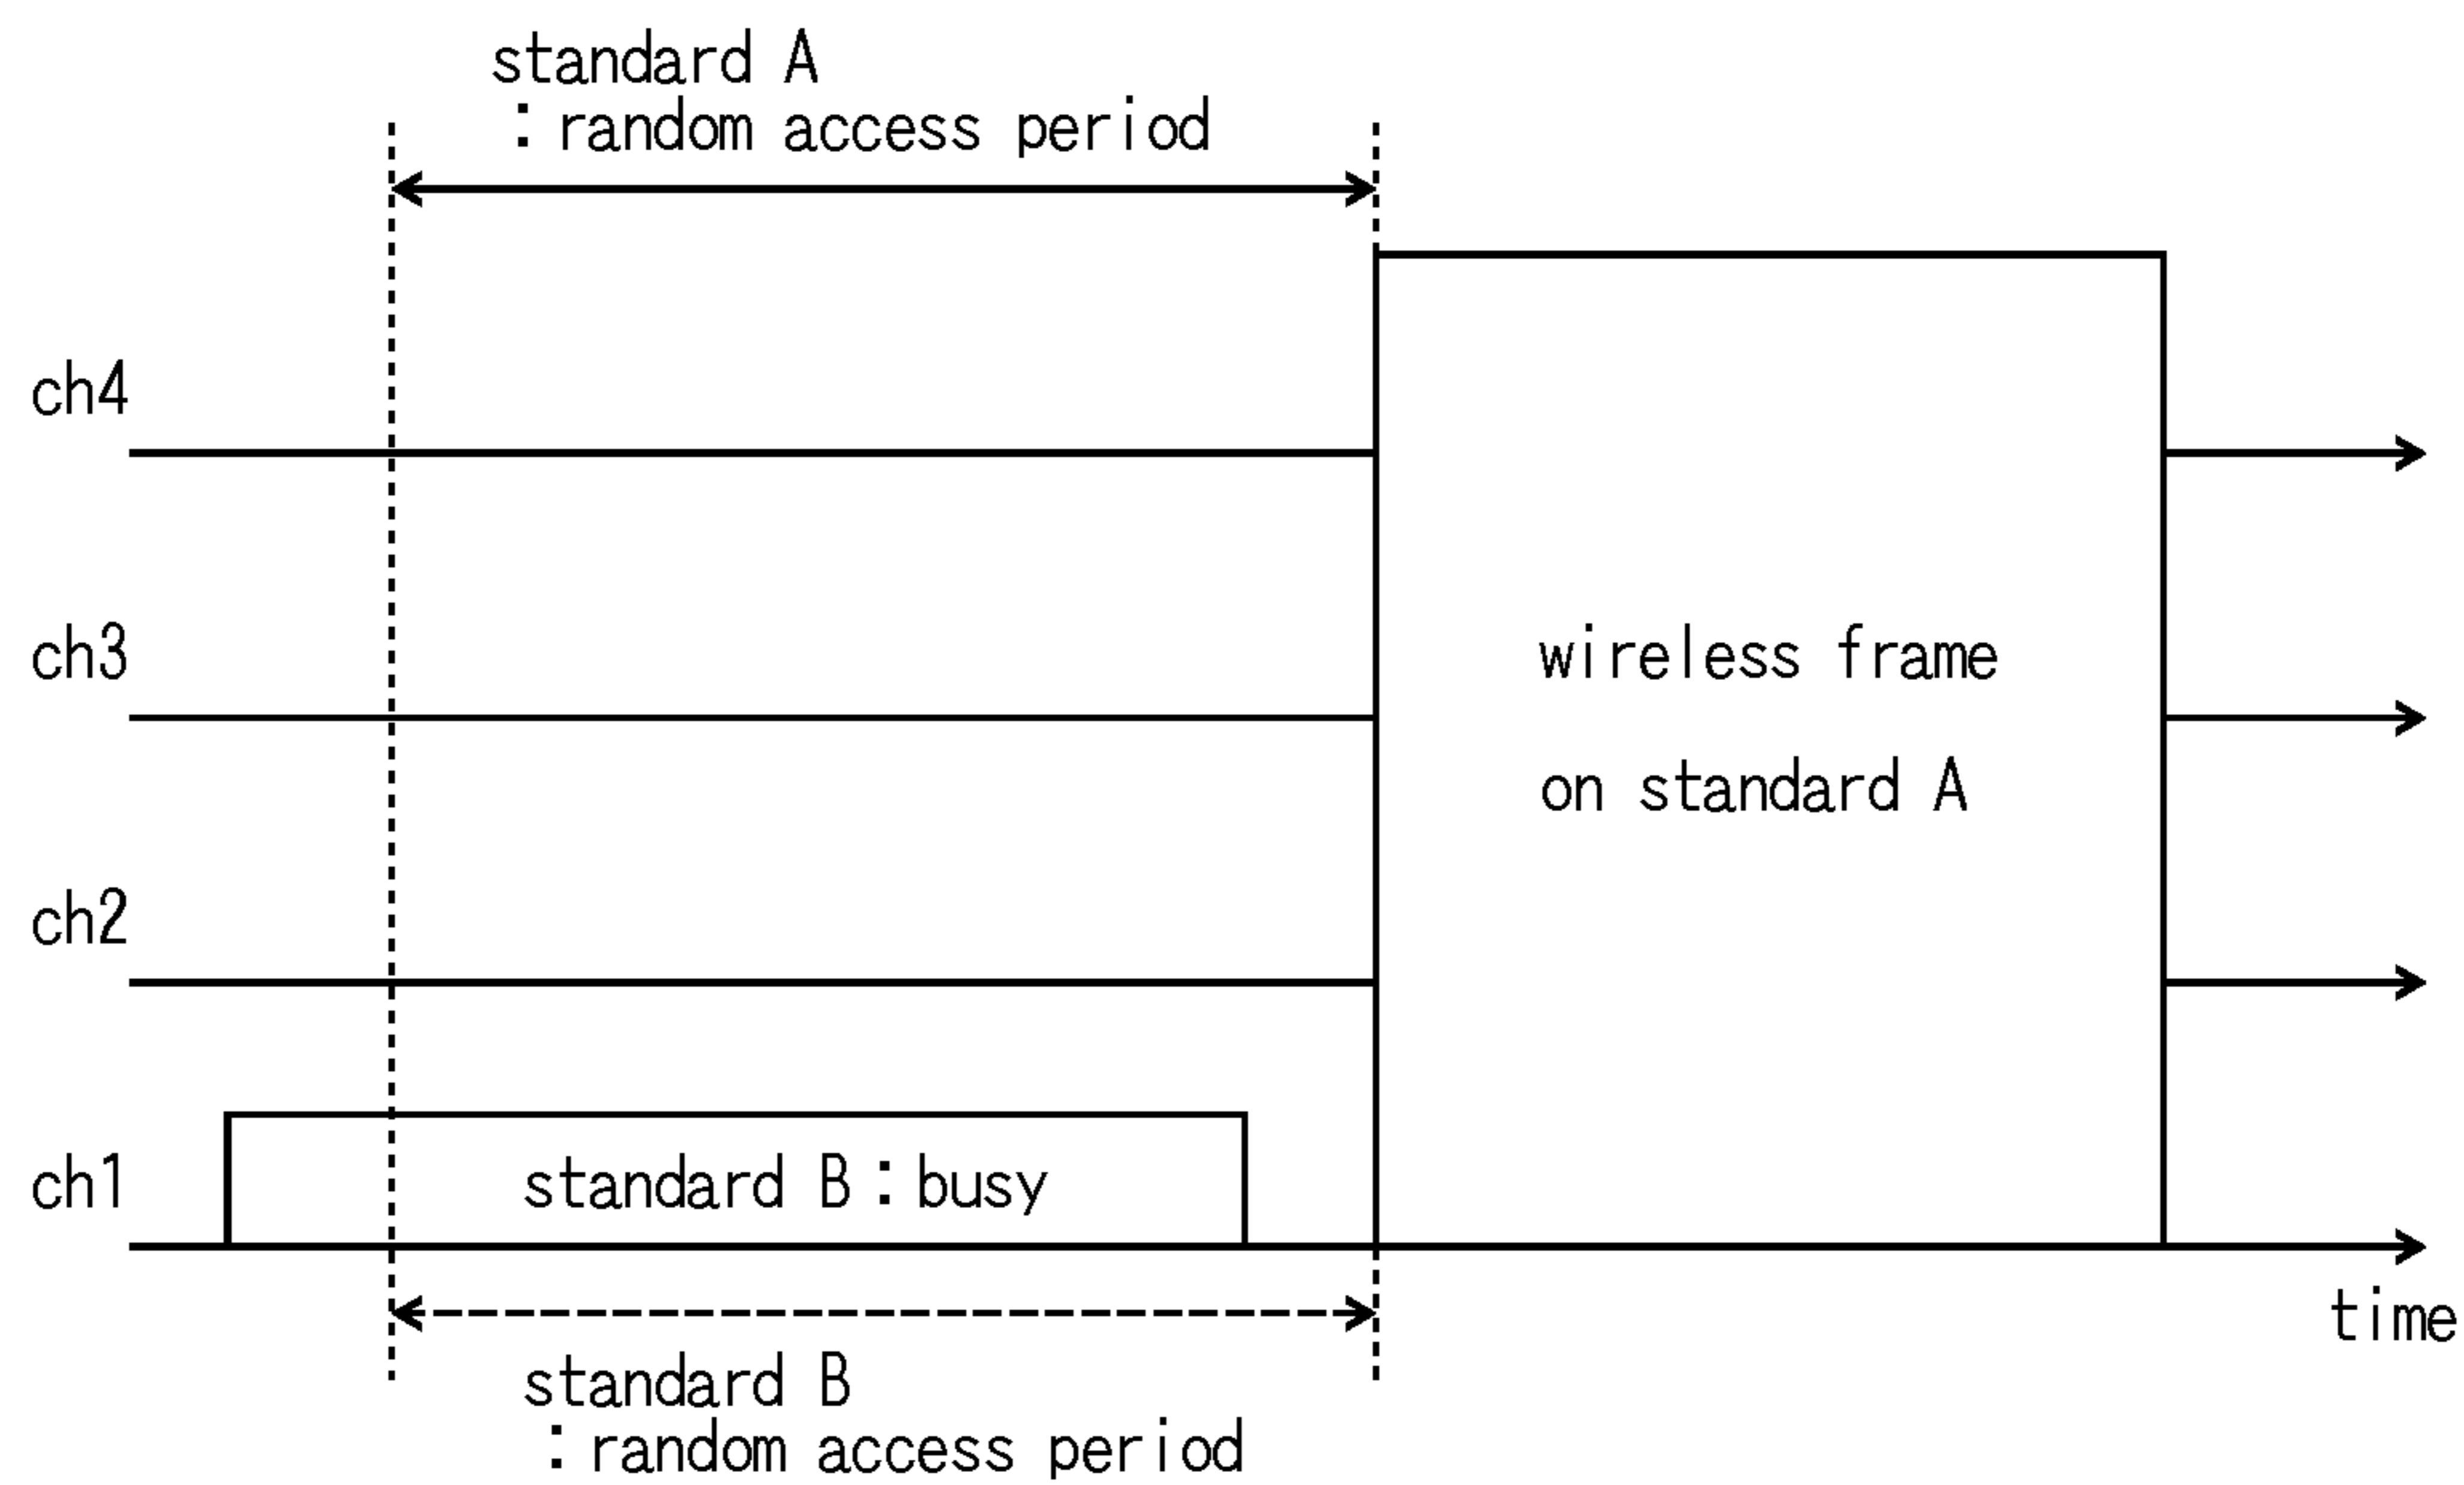 standard A
: random access period
ch4
ch3
wireless frame
on standard A
ch2
ch1
standard B:busy
time
standard B
: random access period